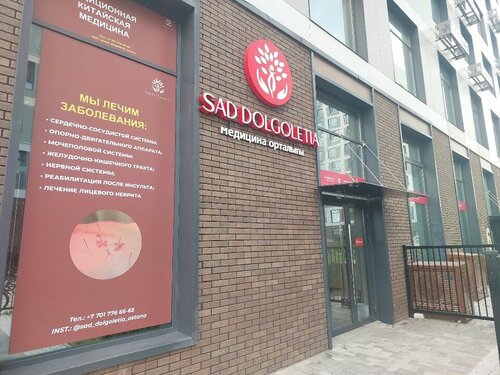 ТРАДИЦИОННАЯ
КИТАЙСКАЯ
МЕДИЦИНА
МЫ ЛЕЧИМ
ЗАБОЛЕВАНИЯ:
• СЕРДЕЧНО-СОСУДИСТОЙ СИСТЕМЫ;
• ОПОРНО-ДВИГАТЕЛЬНОГО АППАРАТА;
• МОЧЕПОЛОВОЙ СИСТЕМЫ;
• ЖЕЛУДОЧНО-КИШЕЧНОГО ТРАКТА;
• НЕРВНОЙ СИСТЕМЫ;
• РЕАБИЛИТАЦИЯ ПОСЛЕ ИНСУЛЬТА;
• ЛЕЧЕНИЕ ЛИЦЕВОГО НЕВРИТА
Тел.: +7 701 776 66 65
INST.: @sad_dolgoletia_astana
SAD DOLGOLETIA
медицина орталығы